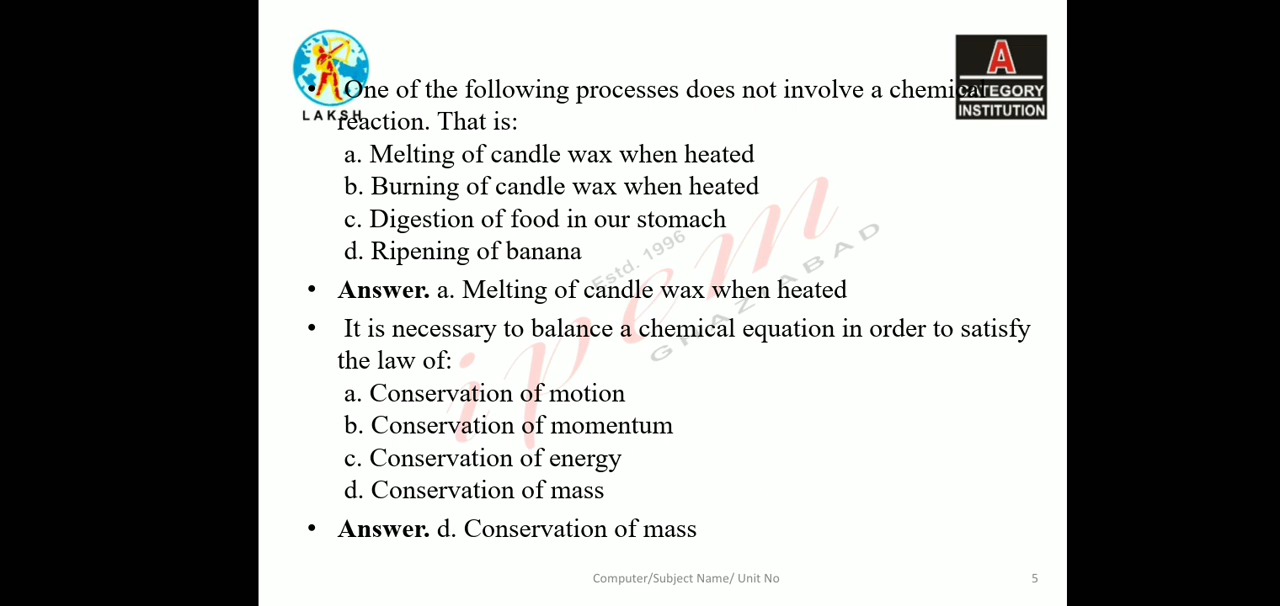 LAKSH
A
CATEGORY
INSTITUTION
• One of the following processes does not involve a chemical
reaction. That is:
a. Melting of candle wax when heated
b. Burning of candle wax when heated
c. Digestion of food in our stomach
d. Ripening of banana
• Answer. a. Melting of candle wax when heated
• It is necessary to balance a chemical equation in order to satisfy
the law of:
a. Conservation of motion
b. Conservation of momentum
c. Conservation of energy
d. Conservation of mass
• Answer. d. Conservation of mass
Estd. 1996
ipem
GHAZIABAD
Computer/Subject Name/ Unit No
5